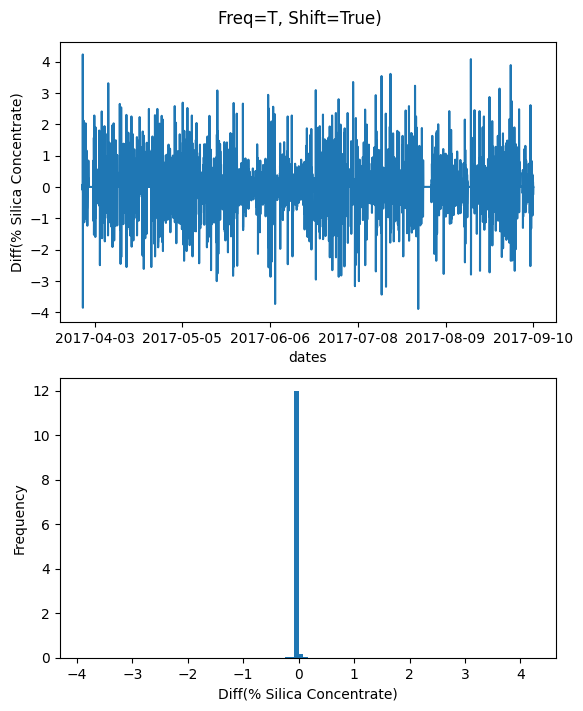 Freq=T, Shift=True)
4
3
2
1
0
−1
−2
−3
−4
Diff(% Silica Concentrate)
2017-04-03 2017-05-05 2017-06-06 2017-07-08 2017-08-09 2017-09-10
dates
12
10
8
6
4
2
0
Frequency
−4 −3 −2 −1 0 1 2 3 4
Diff(% Silica Concentrate)